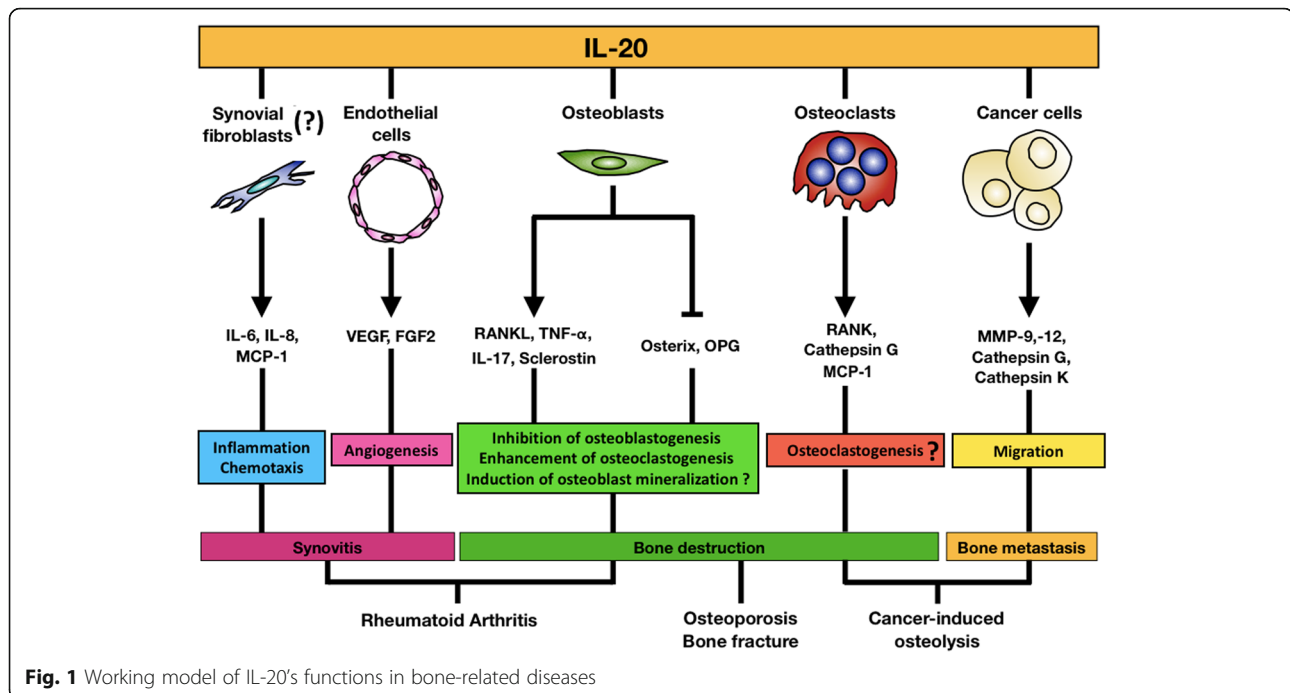 IL-20
Synovial
fibroblasts (?)
Endothelial
cells
Osteoblasts
Osteoclasts
Cancer cells
IL-6, IL-8,
MCP-1
VEGF, FGF2
RANKL, TNF-α,
IL-17, Sclerostin
Osterix, OPG
RANK,
Cathepsin G
MCP-1
MMP-9,-12,
Cathepsin G,
Cathepsin K
Inflammation
Chemotaxis
Angiogenesis
Inhibition of osteoblastogenesis
Enhancement of osteoclastogenesis
Induction of osteoblast mineralization ?
Osteoclastogenesis ?
Migration
Synovitis
Bone destruction
Bone metastasis
Rheumatoid Arthritis
Osteoporosis
Bone fracture
Cancer-induced
osteolysis
Fig. 1 Working model of IL-20's functions in bone-related diseases